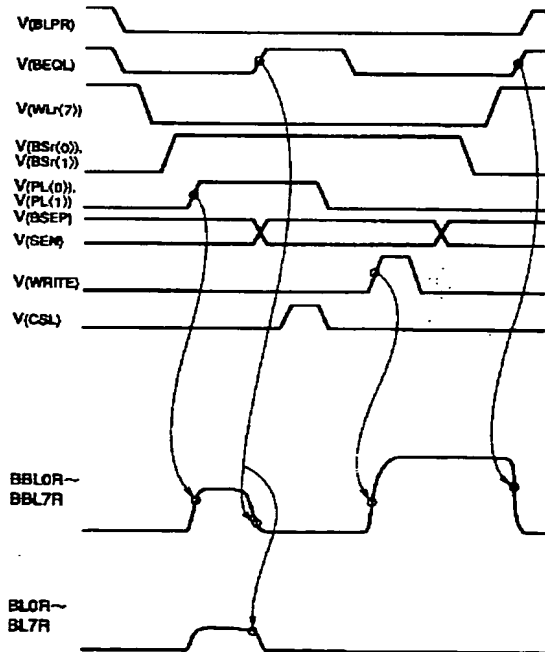 V(BLPR)
V(BEQL)
V(WLr(7))
V(BSr(0)),
V(BSr(1))
V(PL(0)),
V(PL(1))
V(BSEP)
V(SEN)
V(WRITE)
V(CSL)
BBL0R~
BBL7R
BL0R~
BL7R